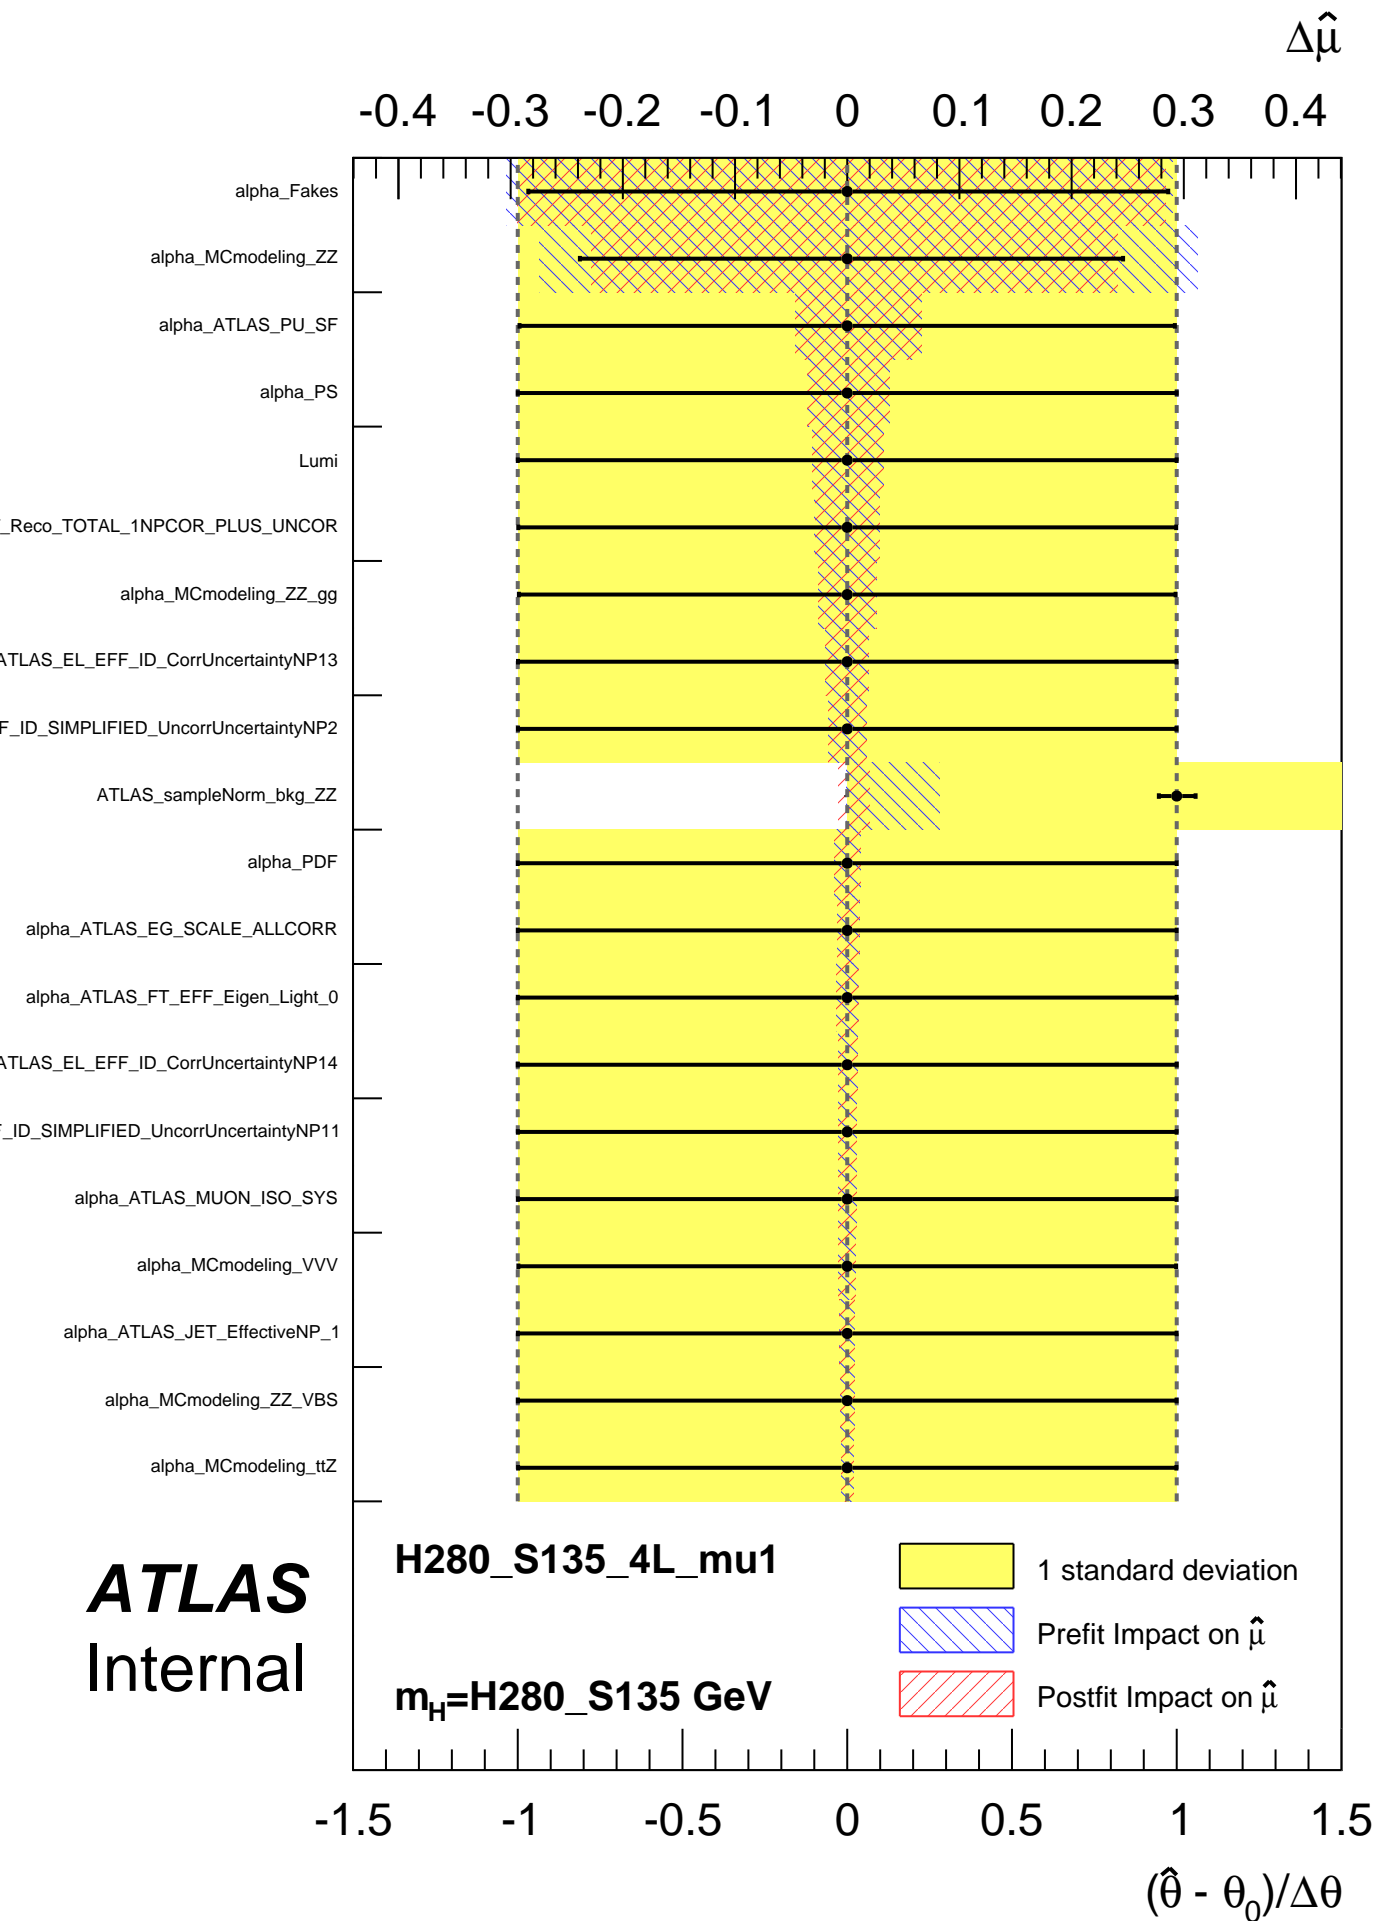 Δμ̂
-0.4 -0.3 -0.2 -0.1 0 0.1 0.2 0.3 0.4
alpha_Fakes
alpha_MCmodeling_ZZ
alpha_ATLAS_PU_SF
alpha_PS
Lumi
_Reco_TOTAL_1NPCOR_PLUS_UNCOR
alpha_MCmodeling_ZZ_gg
ATLAS_EL_EFF_ID_CorrUncertaintyNP13
F_ID_SIMPLIFIED_UncorrUncertaintyNP2
ATLAS_sampleNorm_bkg_ZZ
alpha_PDF
alpha_ATLAS_EG_SCALE_ALLCORR
alpha_ATLAS_FT_EFF_Eigen_Light_0
ATLAS_EL_EFF_ID_CorrUncertaintyNP14
F_ID_SIMPLIFIED_UncorrUncertaintyNP11
alpha_ATLAS_MUON_ISO_SYS
alpha_MCmodeling_VVV
alpha_ATLAS_JET_EffectiveNP_1
alpha_MCmodeling_ZZ_VBS
alpha_MCmodeling_ttZ
ATLAS
Internal
H280_S135_4L_mu1
m_H=H280_S135 GeV
1 standard deviation
Prefit Impact on μ̂
Postfit Impact on μ̂
-1.5 -1 -0.5 0 0.5 1 1.5
(θ̂ - θ₀)/Δθ